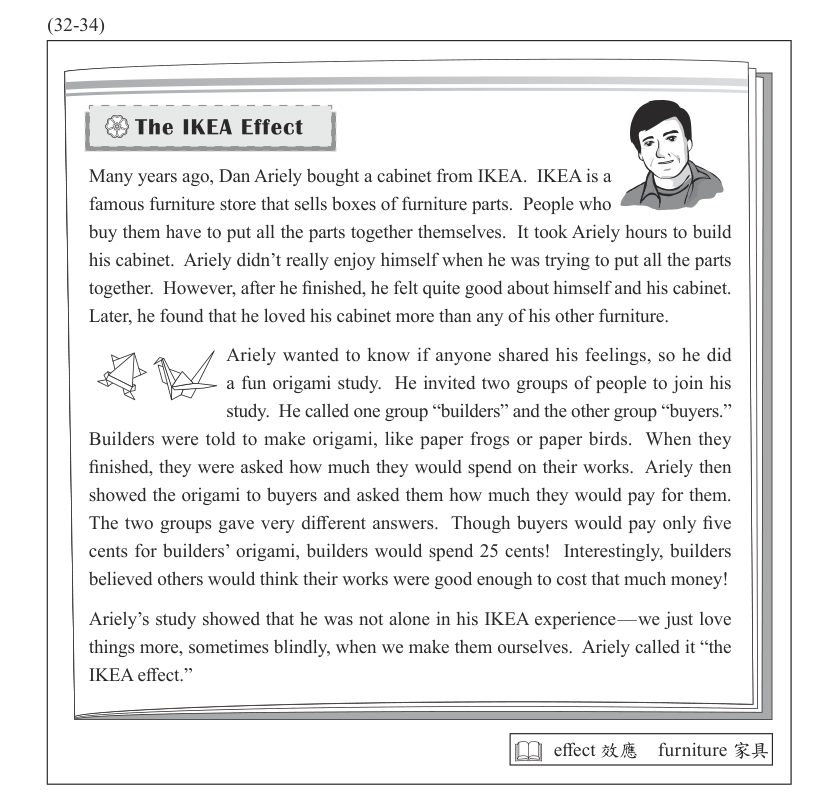 (32-34)
The IKEA Effect
Many years ago, Dan Ariely bought a cabinet from IKEA. IKEA is a
famous furniture store that sells boxes of furniture parts. People who
buy them have to put all the parts together themselves. It took Ariely hours to build
his cabinet. Ariely didn’t really enjoy himself when he was trying to put all the parts
together. However, after he finished, he felt quite good about himself and his cabinet.
Later, he found that he loved his cabinet more than any of his other furniture.
Ariely wanted to know if anyone shared his feelings, so he did
a fun origami study. He invited two groups of people to join his
study. He called one group “builders” and the other group “buyers.”
Builders were told to make origami, like paper frogs or paper birds. When they
finished, they were asked how much they would spend on their works. Ariely then
showed the origami to buyers and asked them how much they would pay for them.
The two groups gave very different answers. Though buyers would pay only five
cents for builders’ origami, builders would spend 25 cents! Interestingly, builders
believed others would think their works were good enough to cost that much money!
Ariely’s study showed that he was not alone in his IKEA experience—we just love
things more, sometimes blindly, when we make them ourselves. Ariely called it “the
IKEA effect.”
effect 效應 furniture 家具